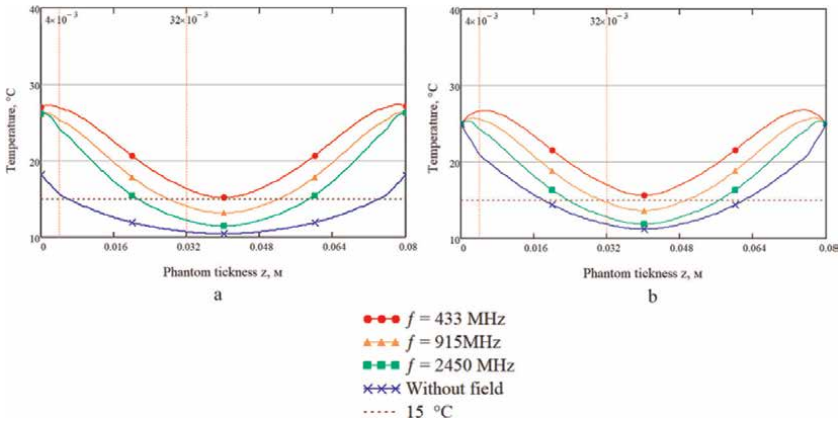 4×10⁻³ 32×10⁻³
40
30
20
10
Temperature, °C
0 0.016 0.032 0.048 0.064 0.08
Phantom tickness z, м
a
4×10⁻³ 32×10⁻³
40
30
20
10
Temperature, °C
0 0.016 0.032 0.048 0.064 0.08
Phantom tickness z, м
b
f = 433 MHz
f = 915MHz
f = 2450 MHz
Without field
15 °C